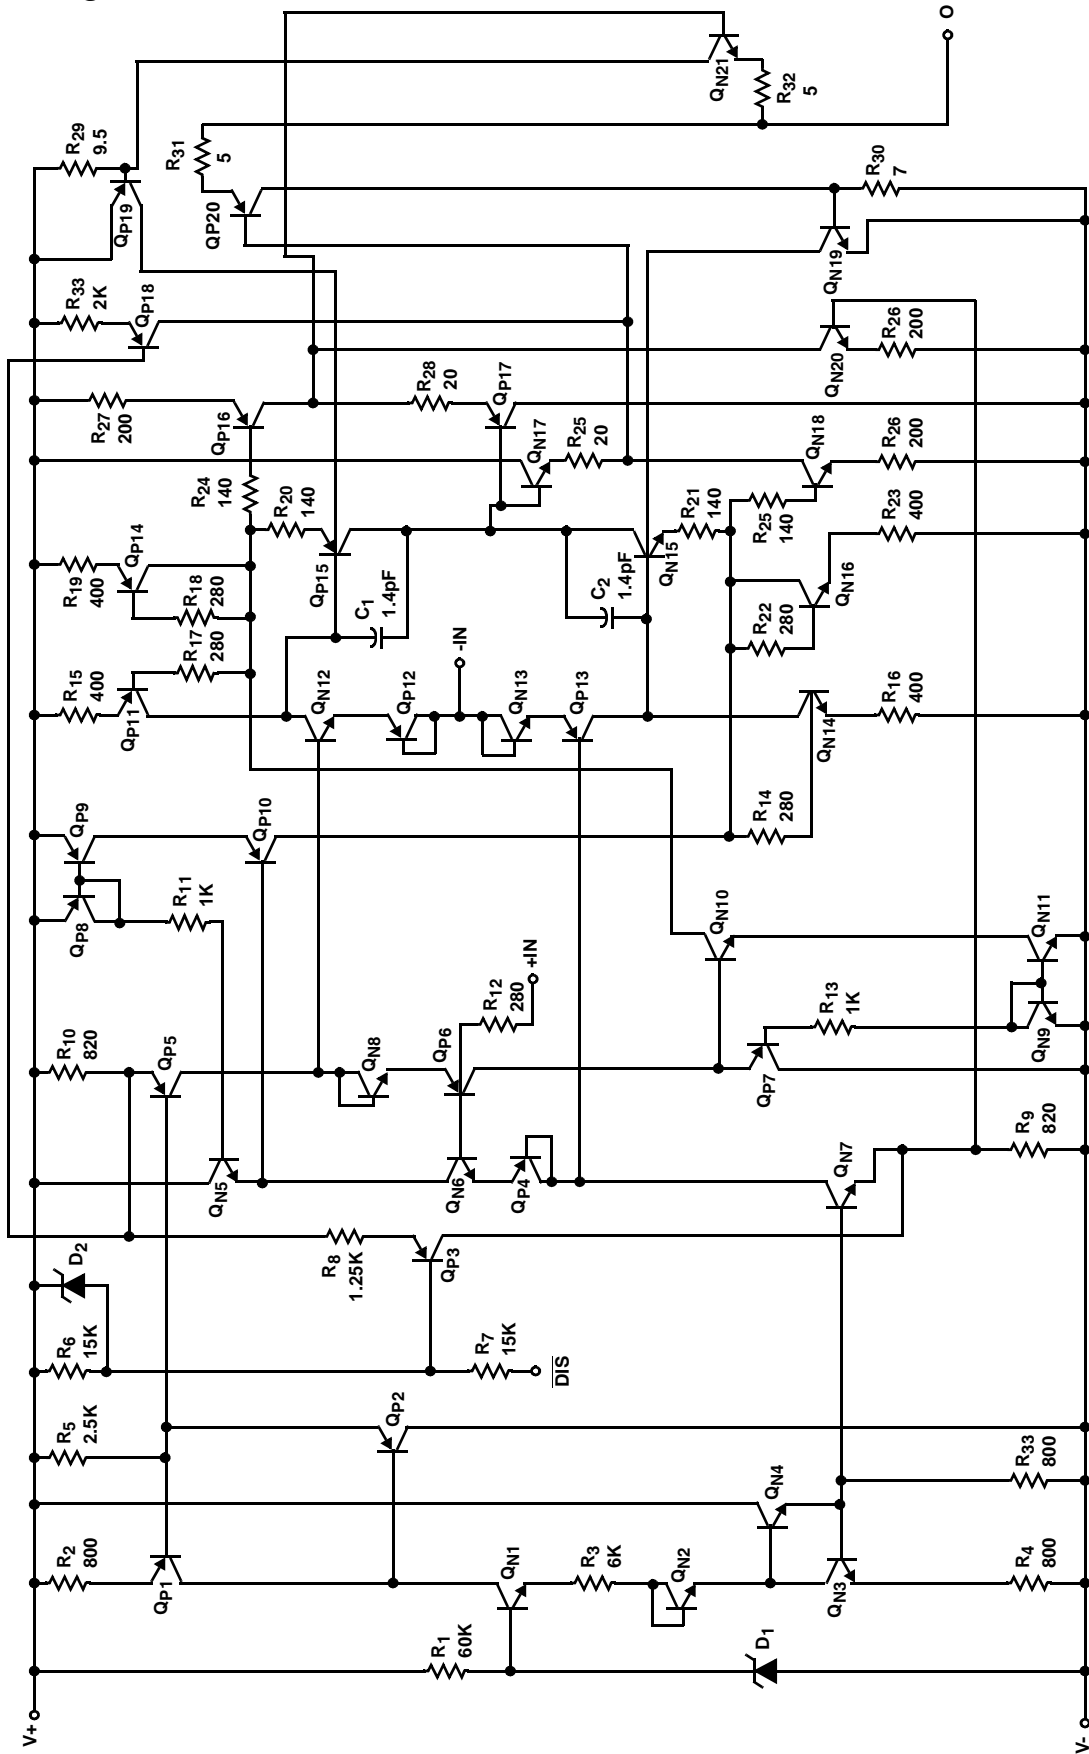 V+
R2
800
QP1
R1
60K
D1
QN1
R3
6K
QN2
QN3
R4
800
V-
R5
2.5K
QP2
QN4
R33
800
R6
15K
D2
R7
15K
DIS
R8
1.25K
QP3
R10
820
QP5
QN5
QN8
QN6
QP6
R12
280
+IN
QP4
QN7
R9
820
QP8
QP9
R11
1K
QP10
QN10
QP7
R13
1K
QN9
QN11
R15
400
QP11
R17
280
R18
280
R19
400
QP14
QN12
QP12
-IN
QN13
QP13
R14
280
QN14
R16
400
C1
1.4pF
C2
1.4pF
R24
140
R20
140
QP15
QN15
R21
140
R22
280
QN16
R23
400
R25
140
QN18
R26
200
R27
200
QP16
R28
20
QP17
QN17
R25
20
QN20
R26
200
R33
2K
QP18
QP19
R29
9.5
R31
5
QP20
QN19
R30
7
QN21
R32
5
O